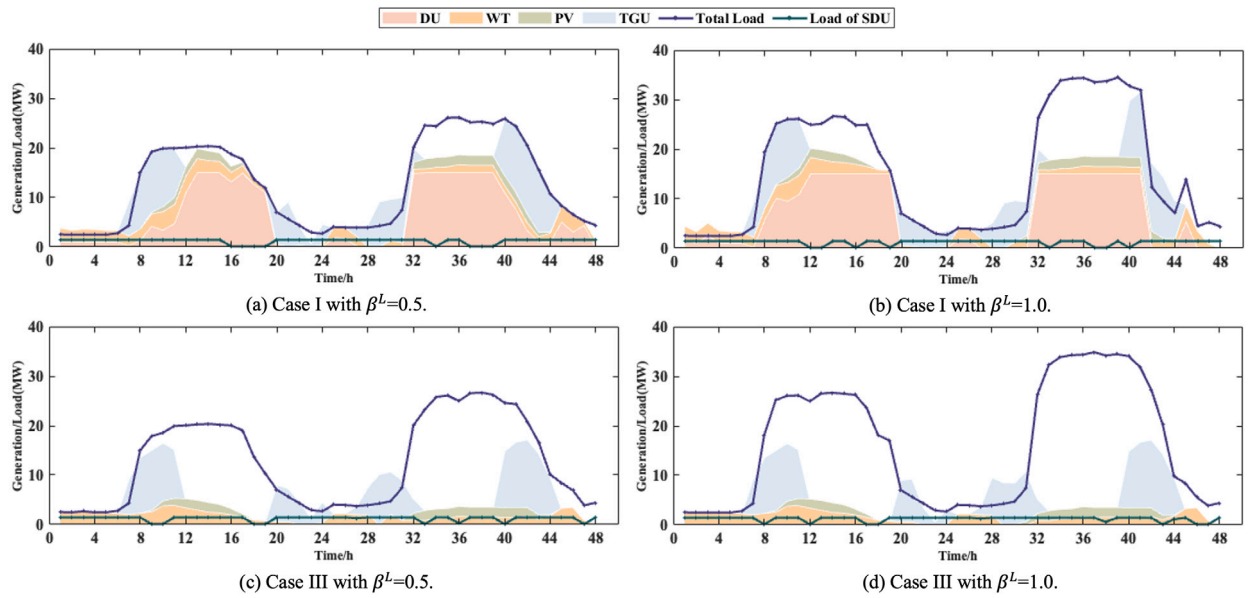 DU WT PV TGU Total Load Load of SDU
Generation/Load(MW)
40
30
20
10
0
0 4 8 12 16 20 24 28 32 36 40 44 48
Time/h
(a) Case I with β^L=0.5.
Generation/Load(MW)
40
30
20
10
0
0 4 8 12 16 20 24 28 32 36 40 44 48
Time/h
(b) Case I with β^L=1.0.
Generation/Load(MW)
40
30
20
10
0
0 4 8 12 16 20 24 28 32 36 40 44 48
Time/h
(c) Case III with β^L=0.5.
Generation/Load(MW)
40
30
20
10
0
0 4 8 12 16 20 24 28 32 36 40 44 48
Time/h
(d) Case III with β^L=1.0.